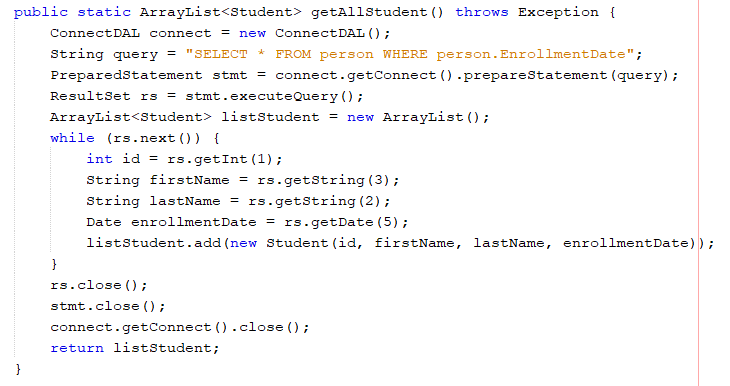 public static ArrayList<Student> getAllStudent() throws Exception {
    ConnectDAL connect = new ConnectDAL();
    String query = "SELECT * FROM person WHERE person.EnrollmentDate";
    PreparedStatement stmt = connect.getConnect().prepareStatement(query);
    ResultSet rs = stmt.executeQuery();
    ArrayList<Student> listStudent = new ArrayList();
    while (rs.next()) {
        int id = rs.getInt(1);
        String firstName = rs.getString(3);
        String lastName = rs.getString(2);
        Date enrollmentDate = rs.getDate(5);
        listStudent.add(new Student(id, firstName, lastName, enrollmentDate));
    }
    rs.close();
    stmt.close();
    connect.getConnect().close();
    return listStudent;
}